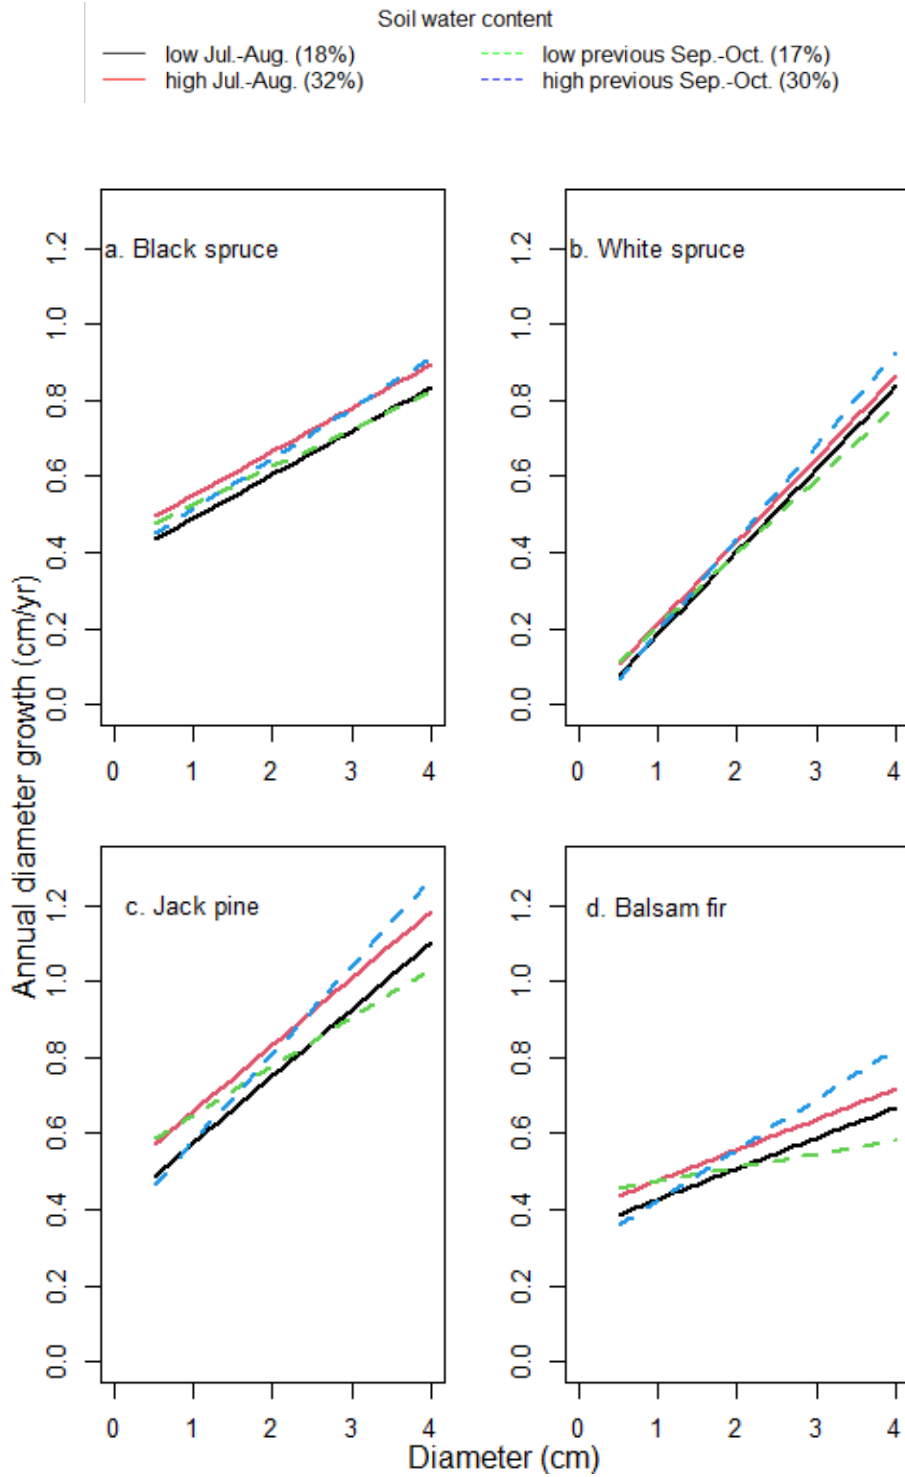 Soil water content
low Jul.-Aug. (18%)
low previous Sep.-Oct. (17%)
high Jul.-Aug. (32%)
high previous Sep.-Oct. (30%)
a. Black spruce
1.2
1.0
0.8
0.6
0.4
0.2
0.0
0 1 2 3 4
b. White spruce
1.2
1.0
0.8
0.6
0.4
0.2
0.0
0 1 2 3 4
Annual diameter growth (cm/yr)
c. Jack pine
1.2
1.0
0.8
0.6
0.4
0.2
0.0
0 1 2 3 4
d. Balsam fir
1.2
1.0
0.8
0.6
0.4
0.2
0.0
0 1 2 3 4
Diameter (cm)